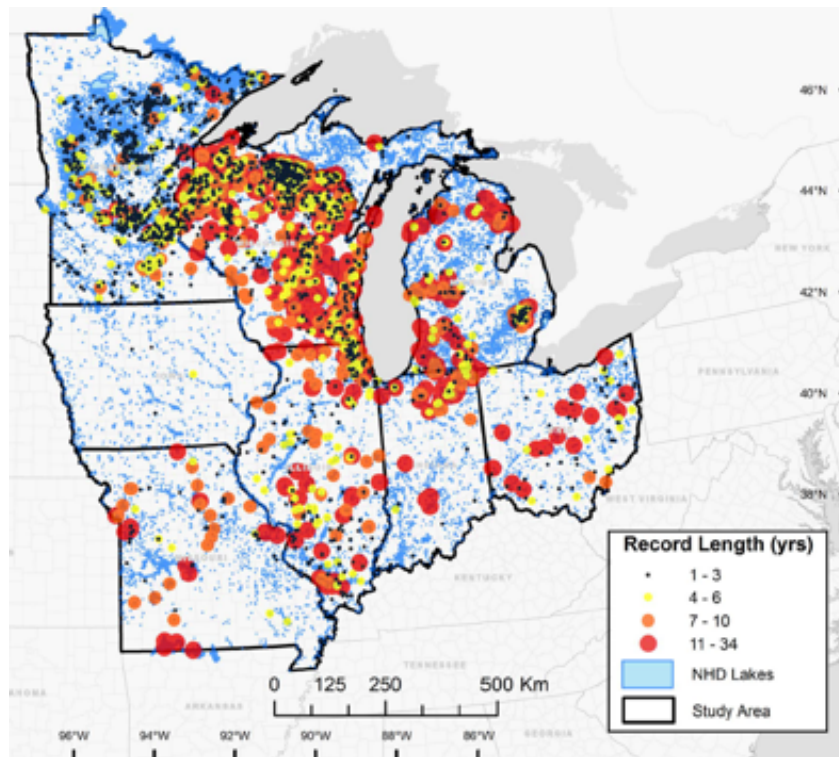 46°N
44°N
NEW YORK
42°N
PENNSYLVANIA
40°N
38°N
WEST VIRGINIA
KENTUCKY
TENNESSEE
ARKANSAS
GEORGIA
Record Length (yrs)
1 - 3
4 - 6
7 - 10
11 - 34
NHD Lakes
Study Area
0 125 250 500 Km
96°W 94°W 92°W 90°W 88°W 86°W